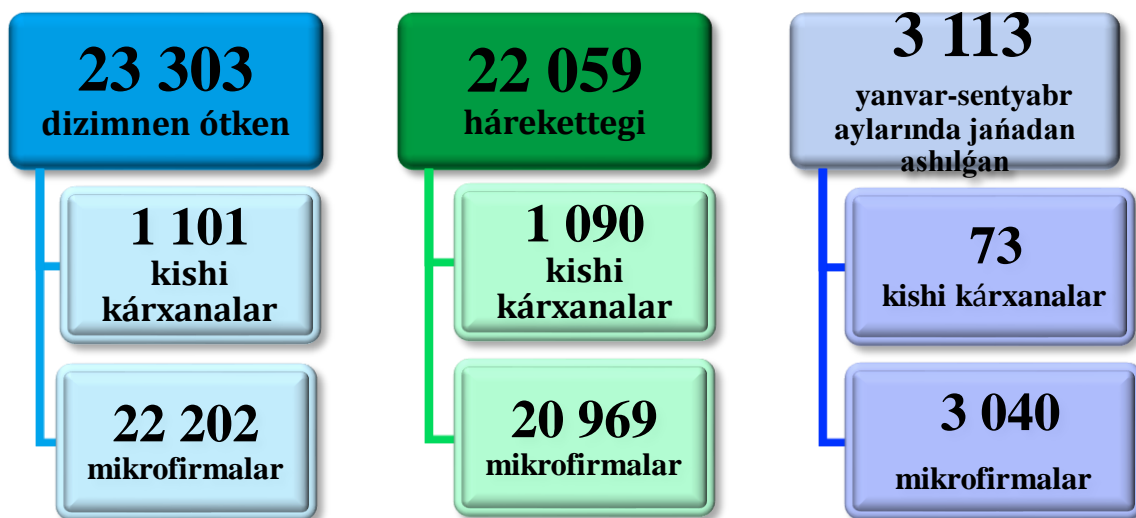 23 303
dizimnen ótken
1 101
kishi
kárxanalar
22 202
mikrofirmalar
22 059
hárekettegi
1 090
kishi
kárxanalar
20 969
mikrofirmalar
3 113
yanvar-sentyabr
aylarında jańadan
ashılǵan
73
kishi kárxanalar
3 040
mikrofirmalar